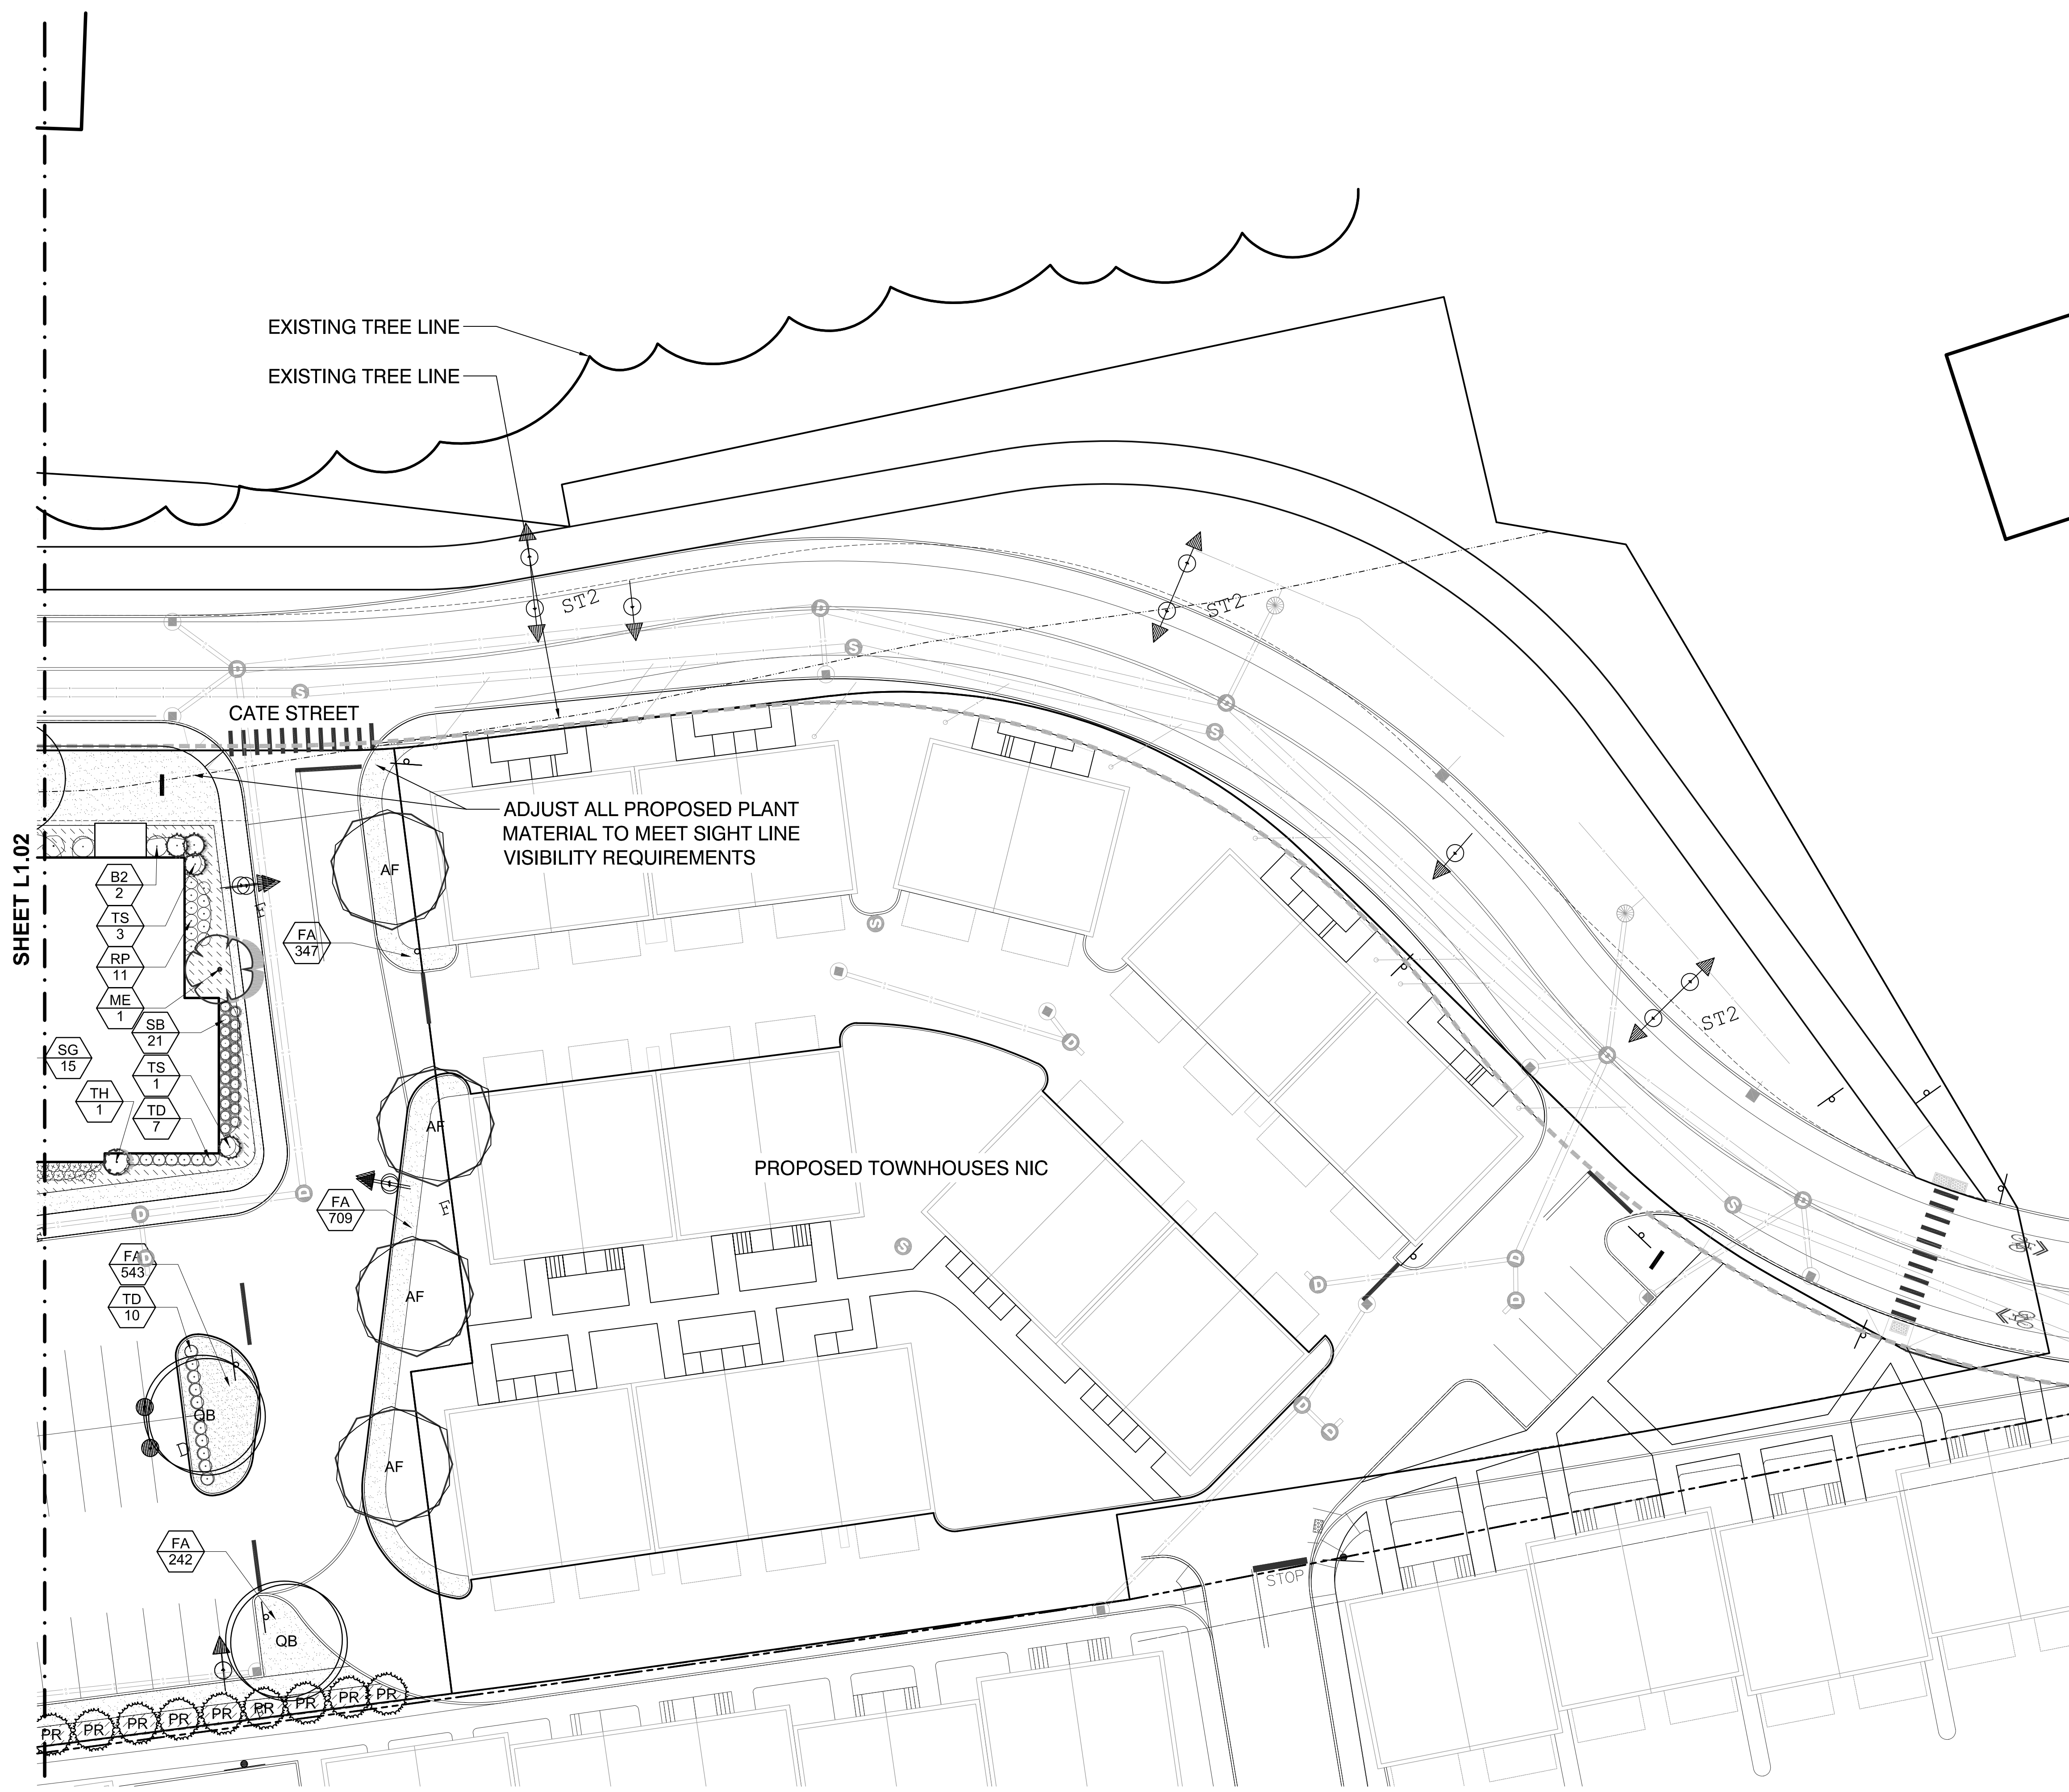 EXISTING TREE LINE
EXISTING TREE LINE
ST2
ST2
D
D
S
S
CATE STREET
D
S
ADJUST ALL PROPOSED PLANT
MATERIAL TO MEET SIGHT LINE
VISIBILITY REQUIREMENTS
SHEET L1.02
AF
B2
2
TS
3
E
FA
347
S
RP
11
ME
1
SB
21
ST2
SG
15
D
D
TS
1
TH
1
TD
7
AF
PROPOSED TOWNHOUSES NIC
D
FA
709
E
D
S
D
S
D
D
FA
543
D
D
D
TD
10
AF
QB
D
D
D
AF
FA
242
STOP
QB
PR
PR
PR
PR
PR
PR
PR
PR
PR